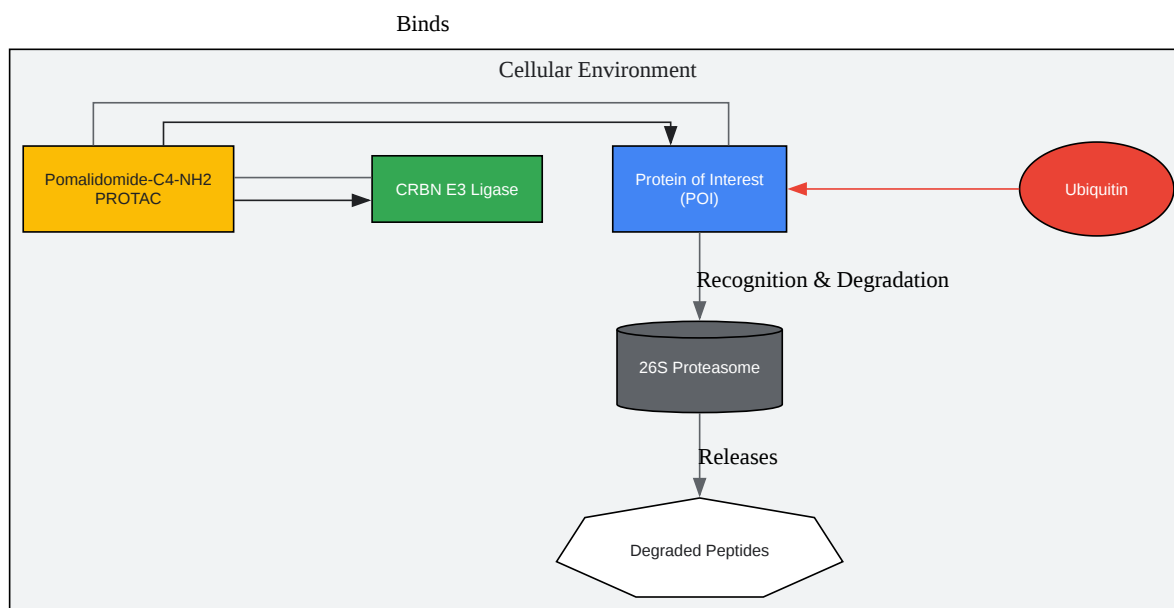 Binds
Cellular Environment
Pomalidomide-C4-NH2
PROTAC
CRBN E3 Ligase
Protein of Interest
(POI)
Ubiquitin
Recognition & Degradation
26S Proteasome
Releases
Degraded Peptides